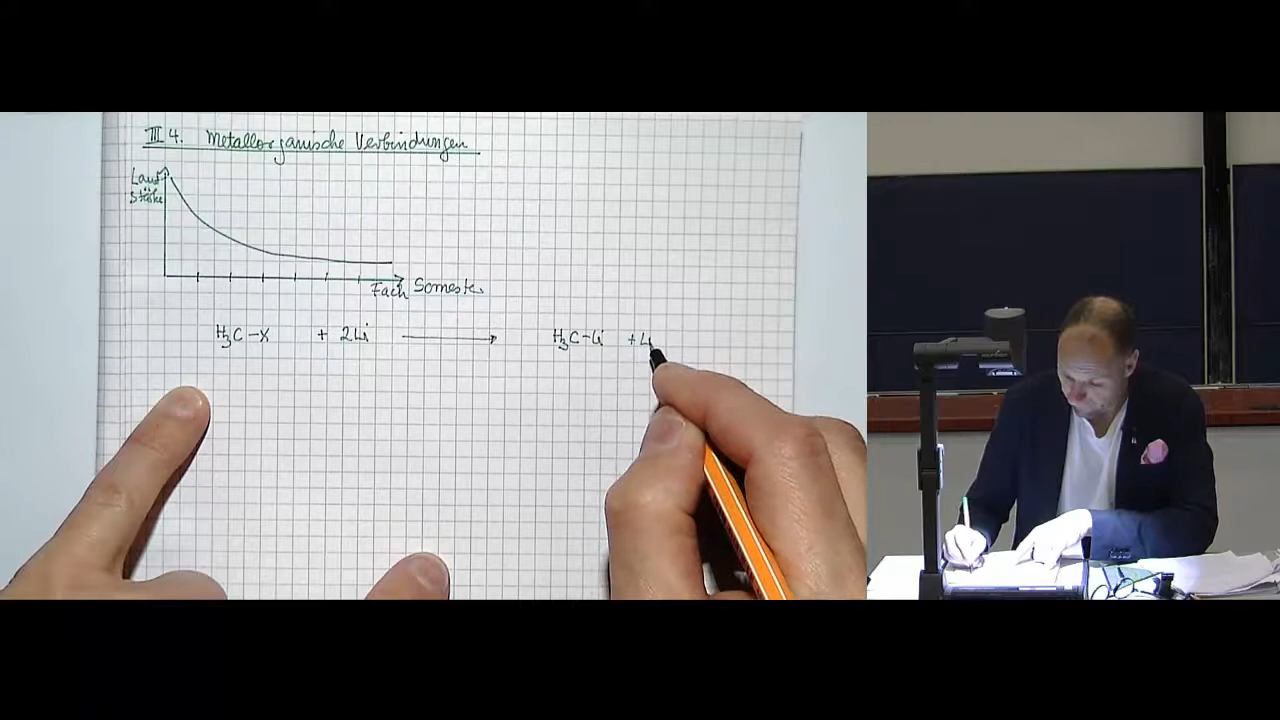 III 4. Metallorganische Verbindungen
Laut
Stärke
Fach Semester
H₃C-X + 2Li → H₃C-Li + Li